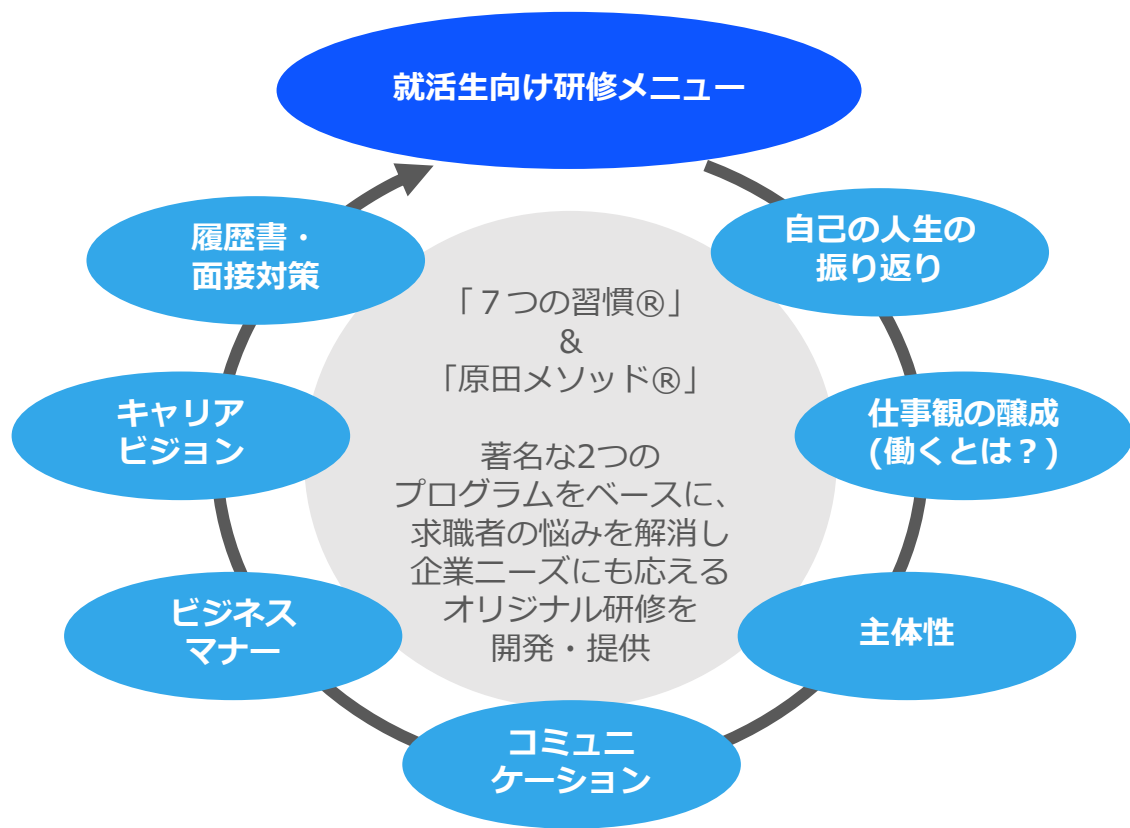 就活生向け研修メニュー
自己の人生の
振り返り
仕事観の醸成
(働くとは？)
主体性
コミュニ
ケーション
ビジネス
マナー
キャリア
ビジョン
履歴書・
面接対策
「７つの習慣®」
&
「原田メソッド®」
著名な2つの
プログラムをベースに、
求職者の悩みを解消し
企業ニーズにも応える
オリジナル研修を
開発・提供